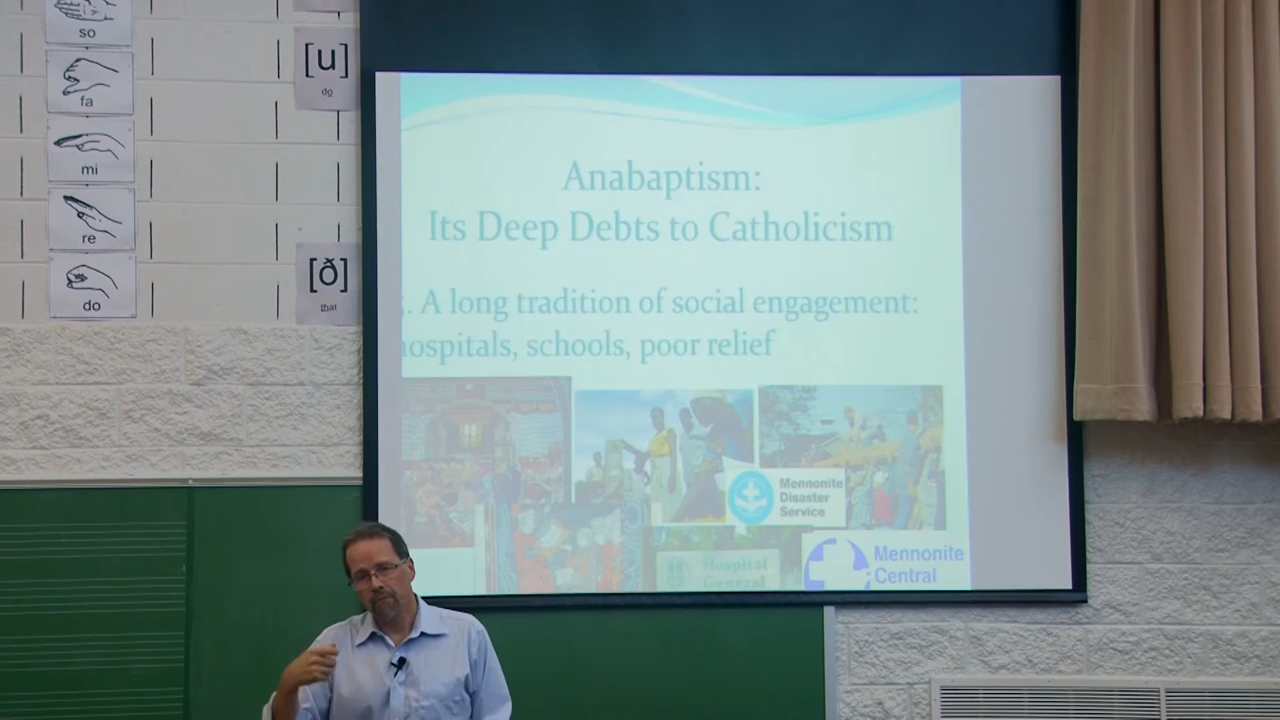 so
fa
mi
re
do
[u]
do
[ð]
that
Anabaptism:
Its Deep Debts to Catholicism
. A long tradition of social engagement:
hospitals, schools, poor relief
Mennonite
Disaster
Service
Hospital
General
Mennonite
Central